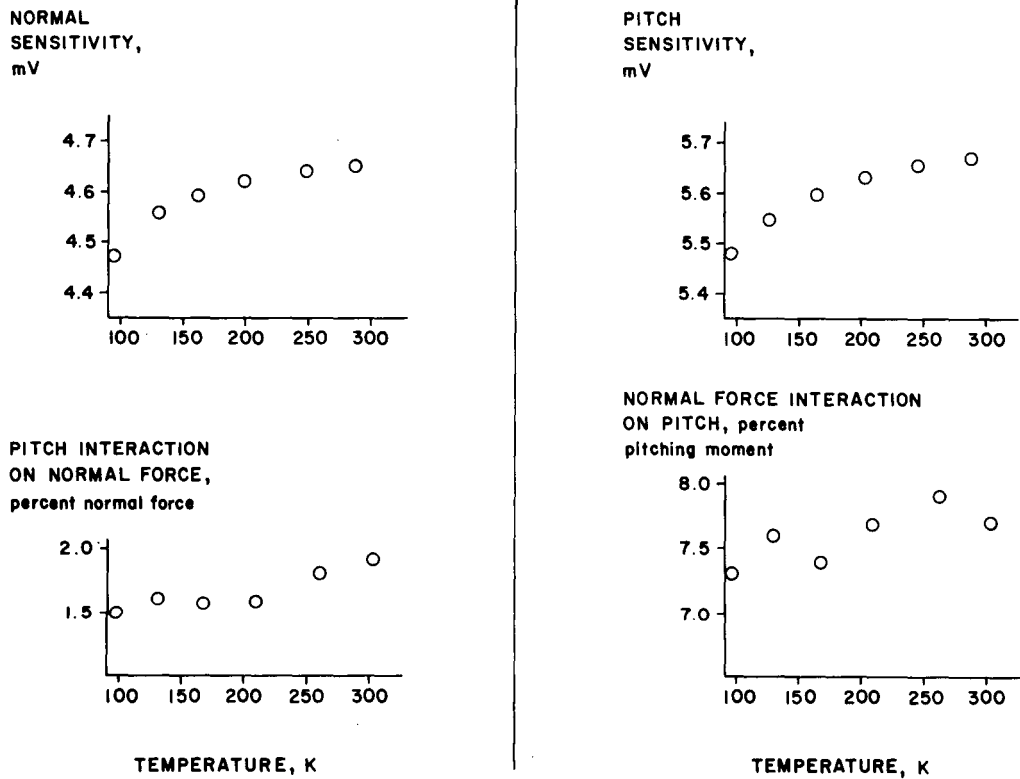 NORMAL
SENSITIVITY,
mV
4.7
4.6
4.5
4.4
100 150 200 250 300
PITCH INTERACTION
ON NORMAL FORCE,
percent normal force
2.0
1.5
100 150 200 250 300
TEMPERATURE, K
PITCH
SENSITIVITY,
mV
5.7
5.6
5.5
5.4
100 150 200 250 300
NORMAL FORCE INTERACTION
ON PITCH, percent
pitching moment
8.0
7.5
7.0
100 150 200 250 300
TEMPERATURE, K